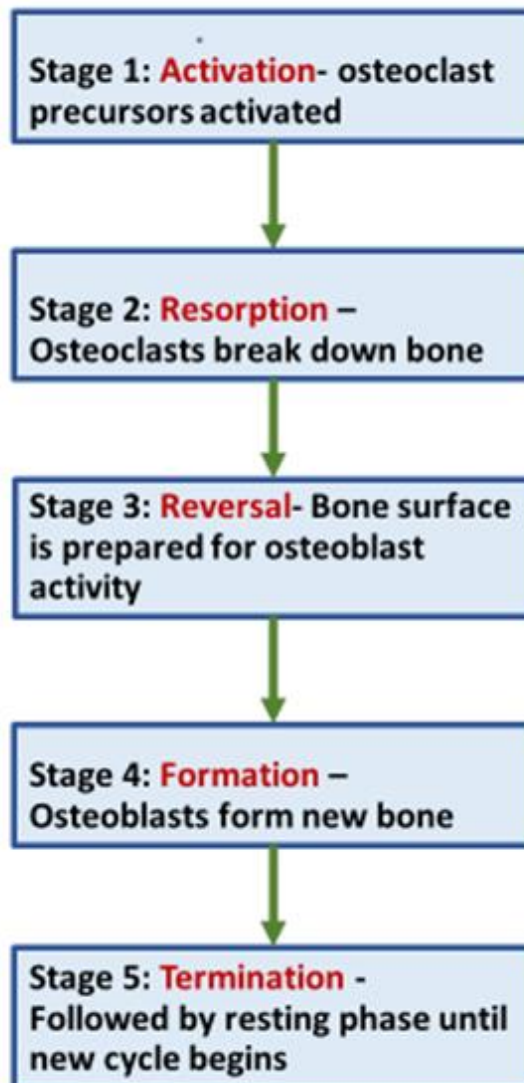 Stage 1: Activation- osteoclast
precursors activated
Stage 2: Resorption –
Osteoclasts break down bone
Stage 3: Reversal- Bone surface
is prepared for osteoblast
activity
Stage 4: Formation –
Osteoblasts form new bone
Stage 5: Termination -
Followed by resting phase until
new cycle begins